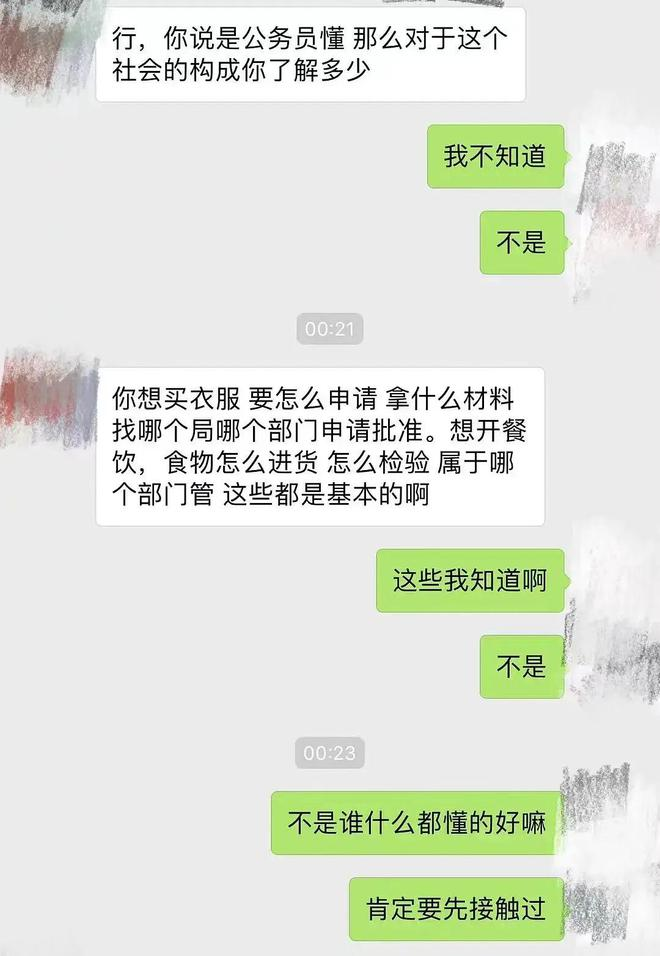 行，你说是公务员懂 那么对于这个
社会的构成你了解多少
我不知道
不是
00:21
你想买衣服 要怎么申请 拿什么材料
找哪个局哪个部门申请批准。想开餐
饮，食物怎么进货 怎么检验 属于哪
个部门管 这些都是基本的啊
这些我知道啊
不是
00:23
不是谁什么都懂的好嘛
肯定要先接触过